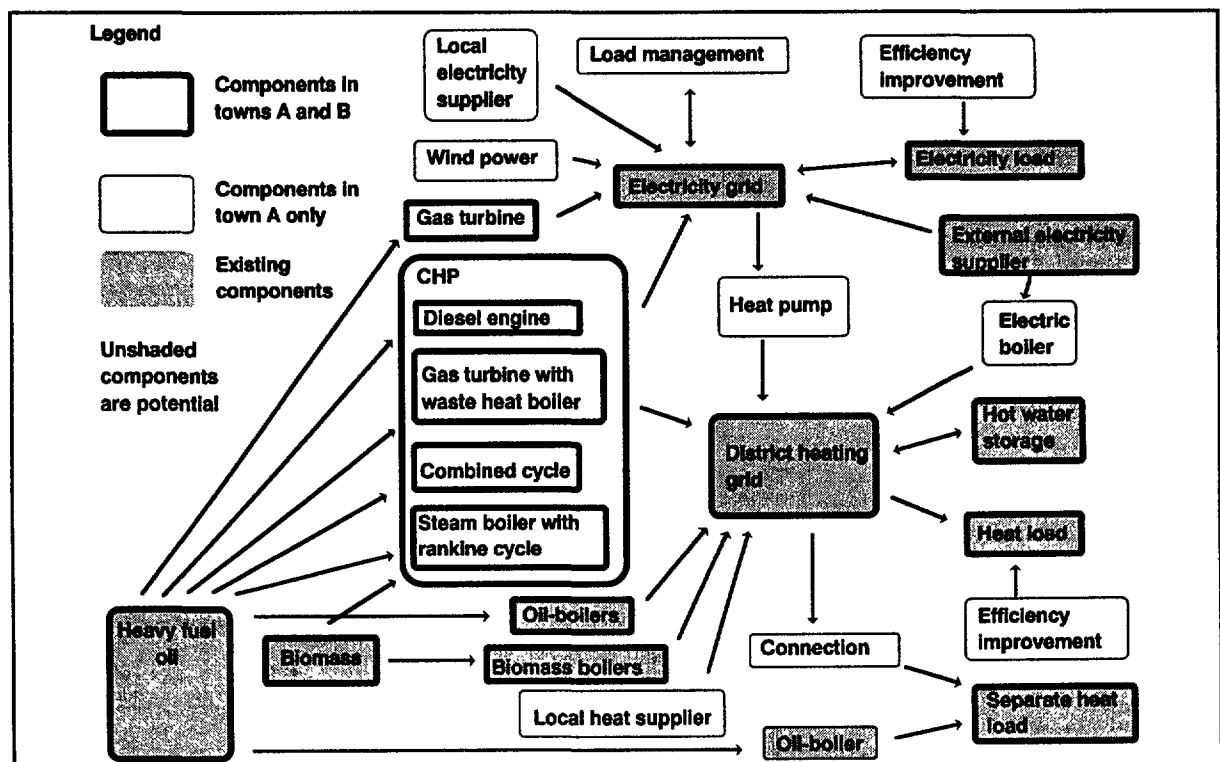 Legend
Components in
towns A and B
Components in
town A only
Existing
components
Unshaded
components
are potential
Local
electricity
supplier
Load management
Efficiency
improvement
Wind power
Electricity grid
Electricity load
Gas turbine
External electricity
supplier
CHP
Diesel engine
Heat pump
Electric
boiler
Gas turbine with
waste heat boiler
Hot water
storage
District heating
grid
Combined cycle
Steam boiler with
rankine cycle
Heat load
Heavy fuel
oil
Oil-boilers
Efficiency
improvement
Biomass
Biomass boilers
Connection
Local heat supplier
Separate heat
load
Oil-boiler